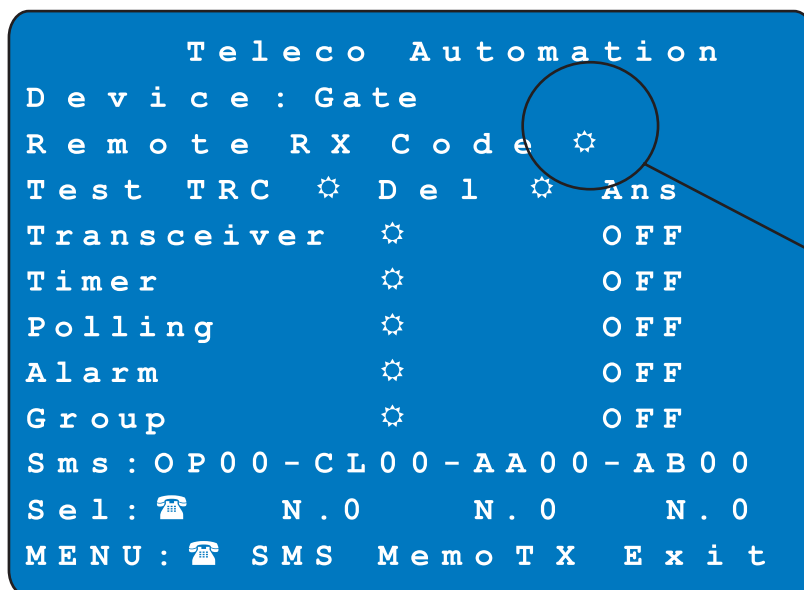 Teleco Automation
Device: Gate
Remote RX Code ☼
Test TRC ☼ Del ☼ Ans
Transceiver ☼ OFF
Timer ☼ OFF
Polling ☼ OFF
Alarm ☼ OFF
Group ☼ OFF
Sms:OP00-CL00-AA00-AB00
Sel:☎ N.0 N.0 N.0
MENU:☎ SMS MemoTX Exit